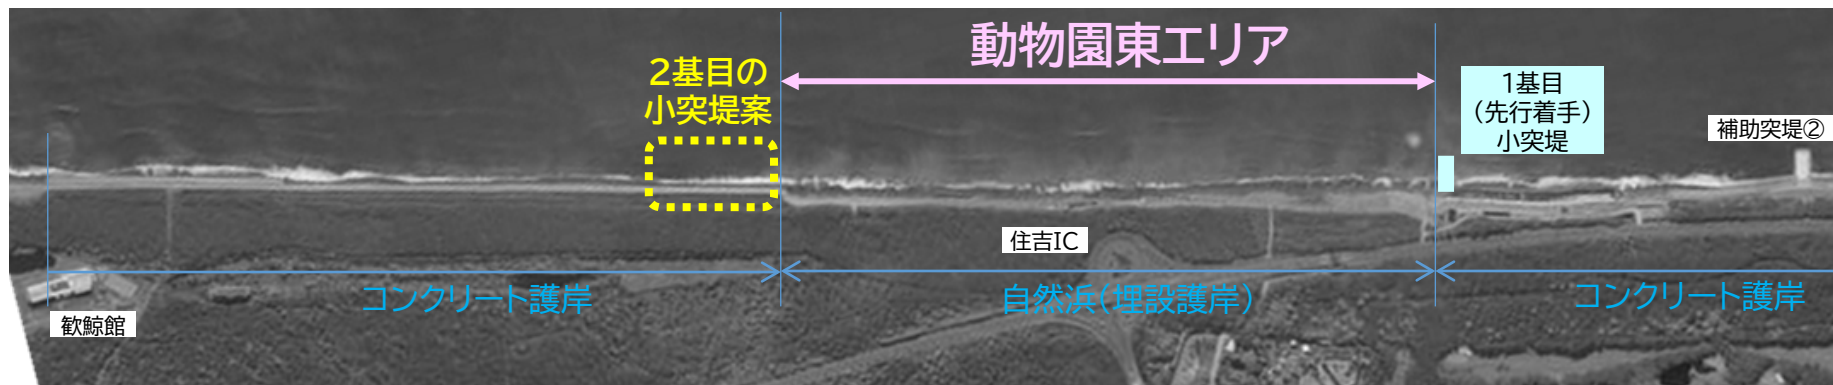 動物園東エリア
2基目の
小突堤案
1基目
（先行着手）
小突堤
補助突堤②
住吉IC
コンクリート護岸
自然浜（埋設護岸）
コンクリート護岸
歓鯨館